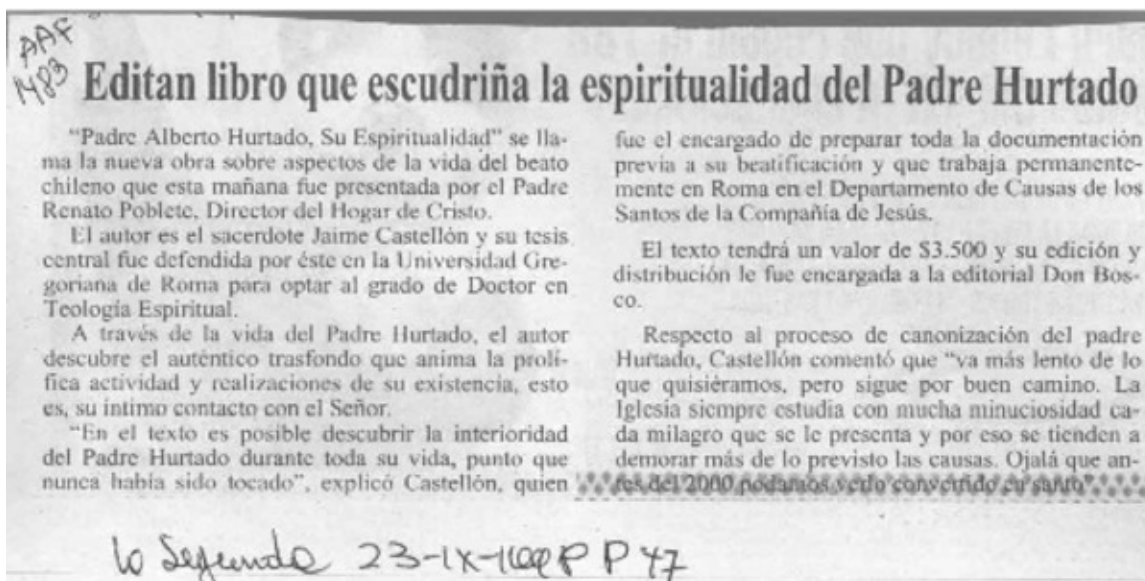 AAF
1483
Editan libro que escudriña la espiritualidad del Padre Hurtado
“Padre Alberto Hurtado, Su Espiritualidad” se lla-
ma la nueva obra sobre aspectos de la vida del beato
chileno que esta mañana fue presentada por el Padre
Renato Poblete, Director del Hogar de Cristo.
El autor es el sacerdote Jaime Castellón y su tesis
central fue defendida por éste en la Universidad Gre-
goriana de Roma para optar al grado de Doctor en
Teología Espiritual.
A través de la vida del Padre Hurtado, el autor
descubre el auténtico trasfondo que anima la prolí-
fica actividad y realizaciones de su existencia, esto
es, su íntimo contacto con el Señor.
“En el texto es posible descubrir la interioridad
del Padre Hurtado durante toda su vida, punto que
nunca había sido tocado”, explicó Castellón, quien
fue el encargado de preparar toda la documentación
previa a su beatificación y que trabaja permanente-
mente en Roma en el Departamento de Causas de los
Santos de la Compañía de Jesús.
El texto tendrá un valor de $3.500 y su edición y
distribución le fue encargada a la editorial Don Bos-
co.
Respecto al proceso de canonización del padre
Hurtado, Castellón comentó que “va más lento de lo
que quisiéramos, pero sigue por buen camino. La
Iglesia siempre estudia con mucha minuciosidad ca-
da milagro que se le presenta y por eso se tienden a
demorar más de lo previsto las causas. Ojalá que an-
tes del 2000 podamos verlo convertido en santo”.
la Segunda 23-IX-1998 P 47